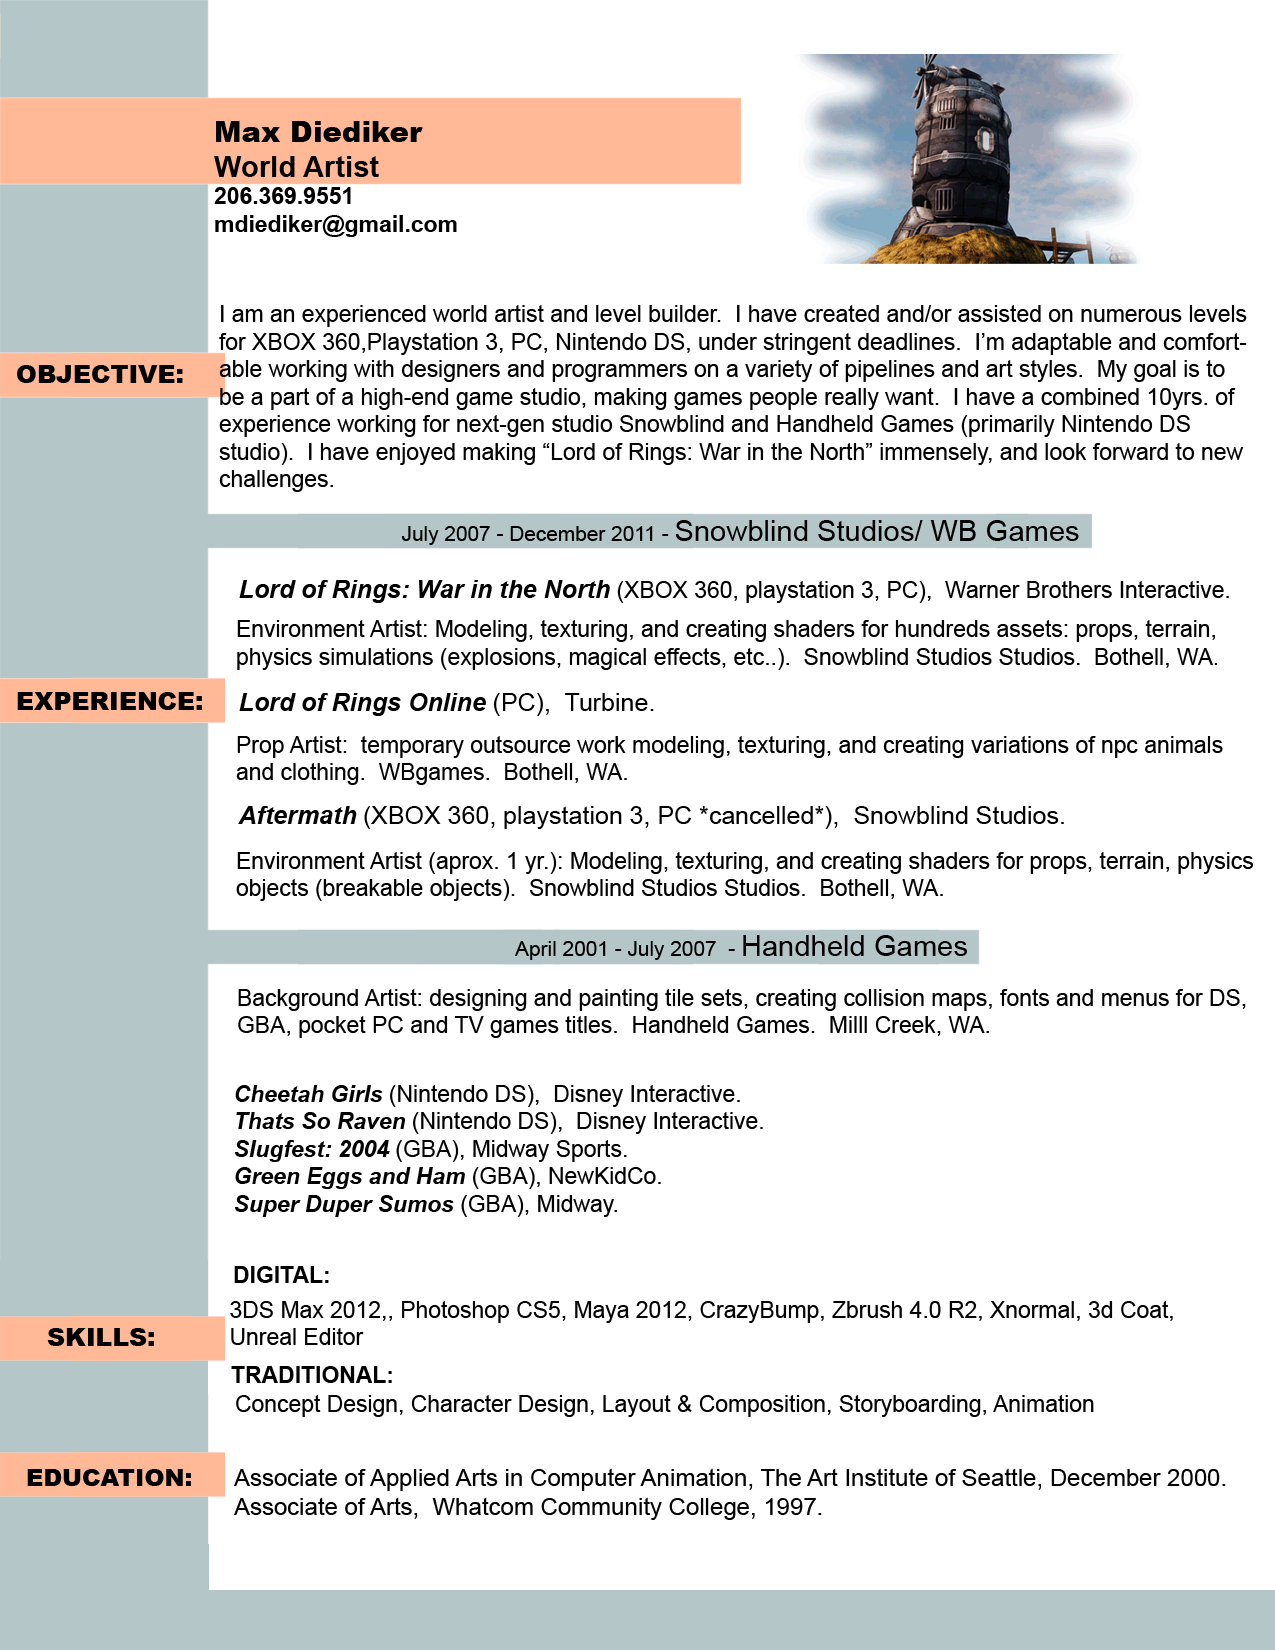 Max Diediker
World Artist
206.369.9551
mdiediker@gmail.com
I am an experienced world artist and level builder.  I have created and/or assisted on numerous levels
for XBOX 360,Playstation 3, PC, Nintendo DS, under stringent deadlines.  I'm adaptable and comfort-
OBJECTIVE:
able working with designers and programmers on a variety of pipelines and art styles.  My goal is to
be a part of a high-end game studio, making games people really want.  I have a combined 10yrs. of
experience working for next-gen studio Snowblind and Handheld Games (primarily Nintendo DS
studio).  I have enjoyed making “Lord of Rings: War in the North” immensely, and look forward to new
challenges.
July 2007 - December 2011 - Snowblind Studios/ WB Games
Lord of Rings: War in the North (XBOX 360, playstation 3, PC),  Warner Brothers Interactive.
Environment Artist: Modeling, texturing, and creating shaders for hundreds assets: props, terrain,
physics simulations (explosions, magical effects, etc..).  Snowblind Studios Studios.  Bothell, WA.
EXPERIENCE:
Lord of Rings Online (PC),  Turbine.
Prop Artist:  temporary outsource work modeling, texturing, and creating variations of npc animals
and clothing.  WBgames.  Bothell, WA.
Aftermath (XBOX 360, playstation 3, PC *cancelled*),  Snowblind Studios.
Environment Artist (aprox. 1 yr.): Modeling, texturing, and creating shaders for props, terrain, physics
objects (breakable objects).  Snowblind Studios Studios.  Bothell, WA.
April 2001 - July 2007  - Handheld Games
Background Artist: designing and painting tile sets, creating collision maps, fonts and menus for DS,
GBA, pocket PC and TV games titles.  Handheld Games.  Milll Creek, WA.
Cheetah Girls (Nintendo DS),  Disney Interactive.
Thats So Raven (Nintendo DS),  Disney Interactive.
Slugfest: 2004 (GBA), Midway Sports.
Green Eggs and Ham (GBA), NewKidCo.
Super Duper Sumos (GBA), Midway.
DIGITAL:
3DS Max 2012,, Photoshop CS5, Maya 2012, CrazyBump, Zbrush 4.0 R2, Xnormal, 3d Coat,
SKILLS:
Unreal Editor
TRADITIONAL:
Concept Design, Character Design, Layout & Composition, Storyboarding, Animation
EDUCATION:
Associate of Applied Arts in Computer Animation, The Art Institute of Seattle, December 2000.
Associate of Arts,  Whatcom Community College, 1997.